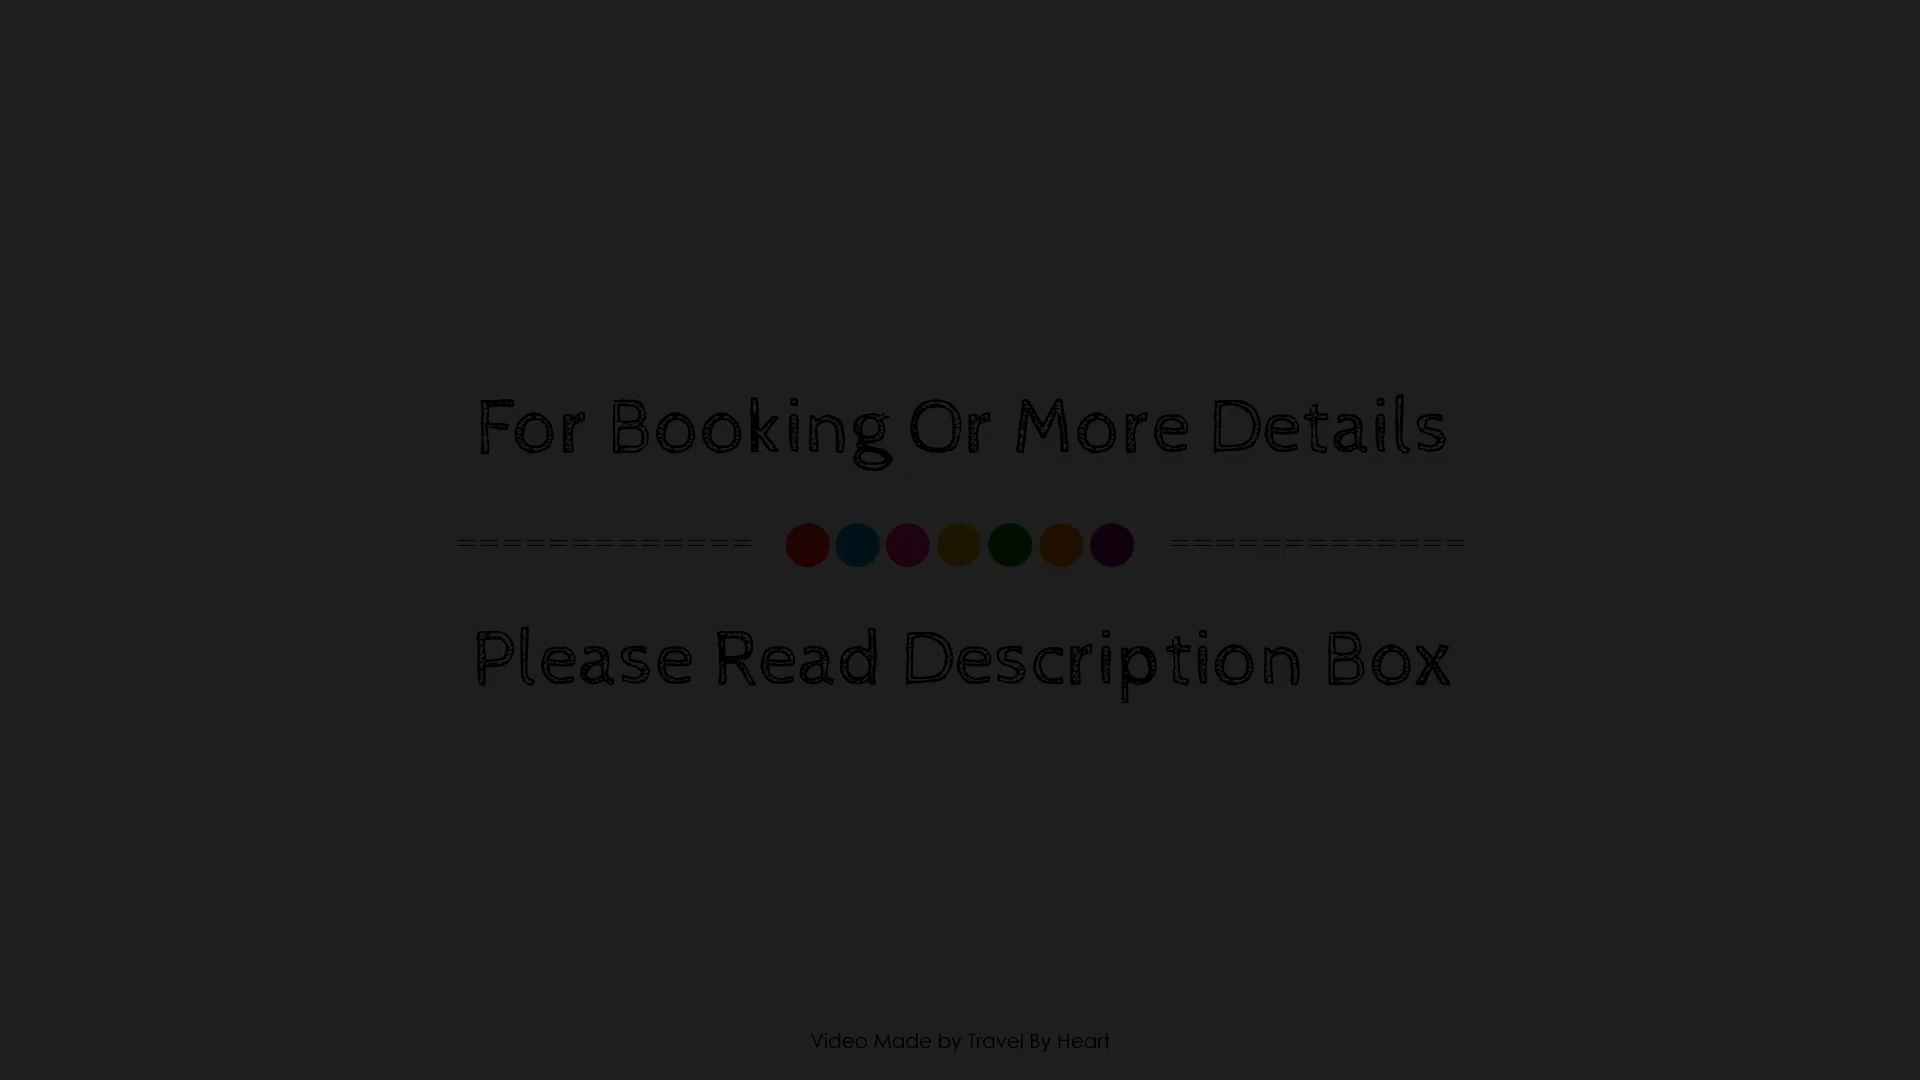 For Booking Or More Details
============= =============
Please Read Description Box
Video Made by Travel By Heart